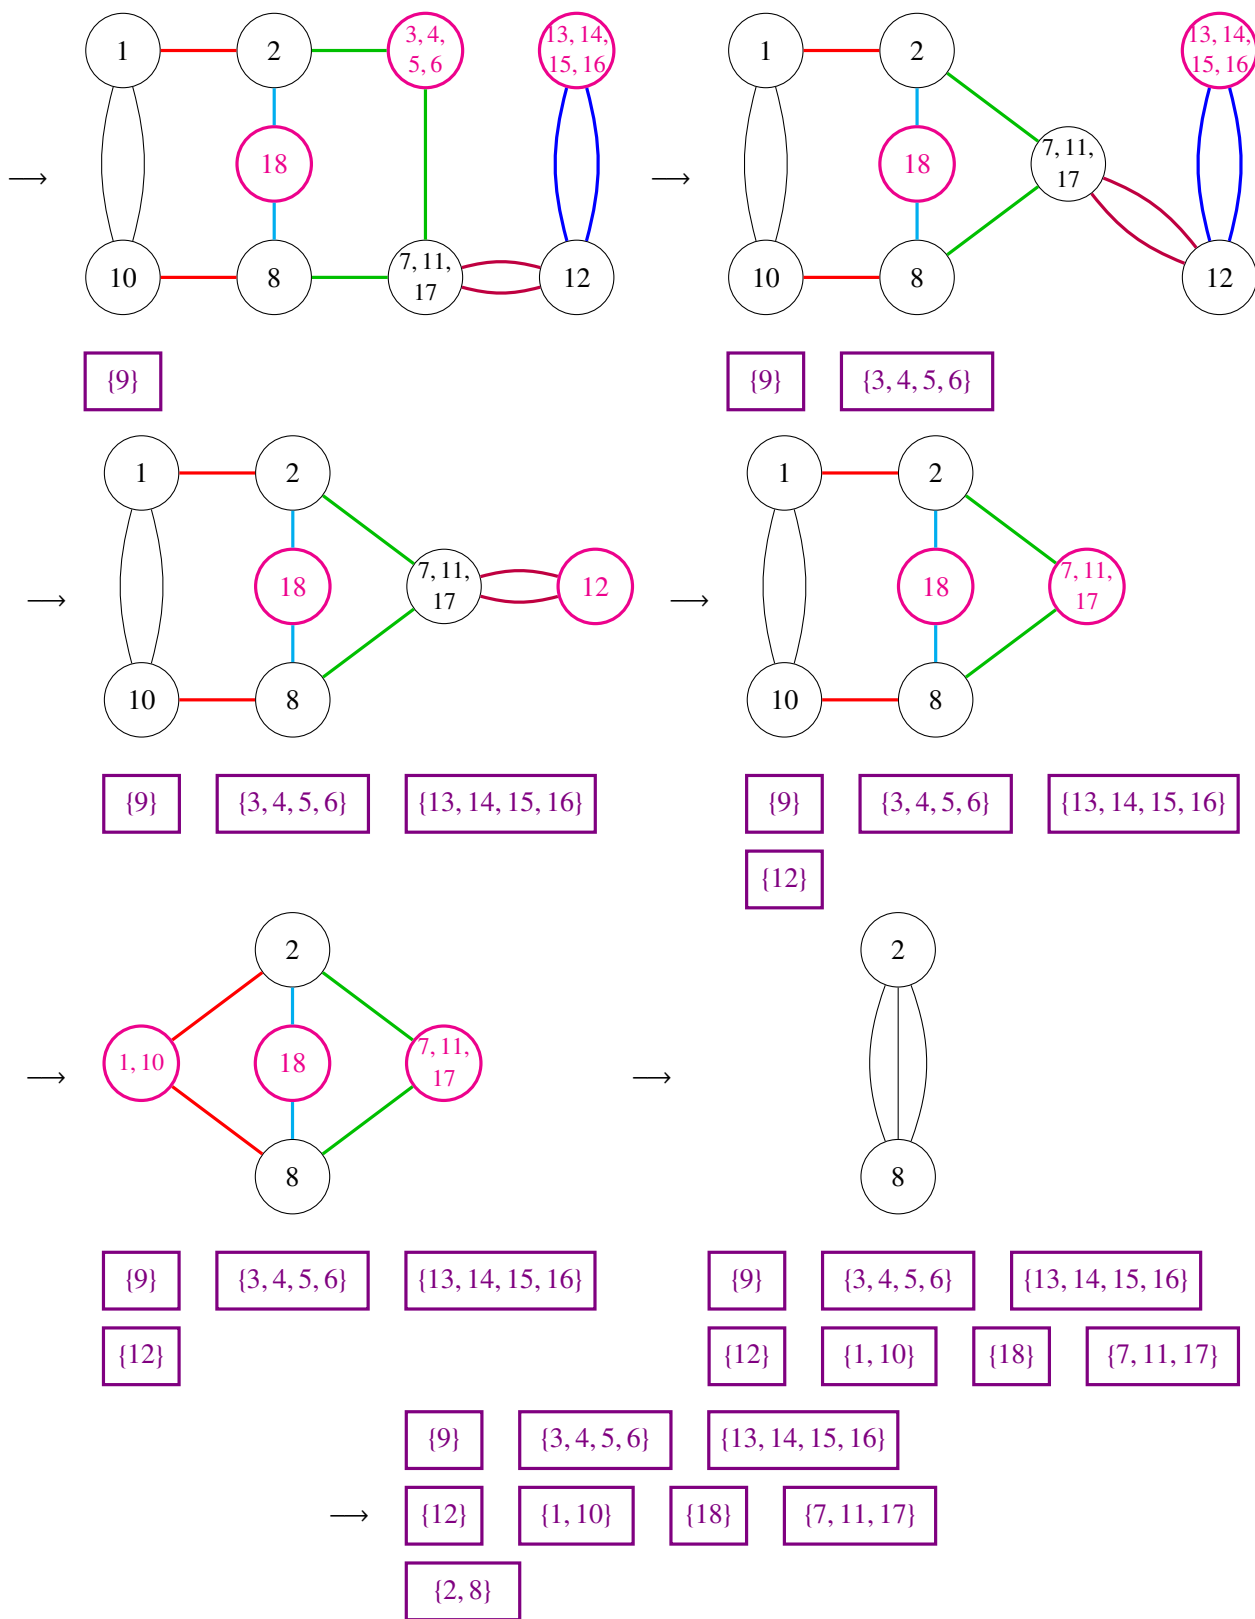 1 2 3, 4, 13, 14,
5, 6 15, 16
→ 18
10 8 7, 11, 12
17
{9}
1 2 13, 14,
15, 16
→ 18 7, 11,
17
10 8 12
{9} {3, 4, 5, 6}
1 2
→ 18 7, 11, 12
17
10 8
{9} {3, 4, 5, 6} {13, 14, 15, 16}
1 2
→ 18 7, 11,
17
10 8
{9} {3, 4, 5, 6} {13, 14, 15, 16}
{12}
2
→ 1, 10 18 7, 11,
17
8
{9} {3, 4, 5, 6} {13, 14, 15, 16}
{12}
2
→
8
{9} {3, 4, 5, 6} {13, 14, 15, 16}
{12} {1, 10} {18} {7, 11, 17}
{9} {3, 4, 5, 6} {13, 14, 15, 16}
→ {12} {1, 10} {18} {7, 11, 17}
{2, 8}